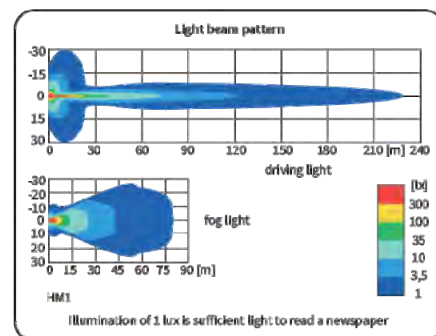 Light beam pattern
-30
-15
0
15
30
0 30 60 90 120 150 180 210 [m] 240
driving light
-30
-20
-10
0
10
20
30
0 15 30 45 60 75 90 [m]
fog light
[lx]
300
100
35
10
3,5
1
HM1
Illumination of 1 lux is sufficient light to read a newspaper